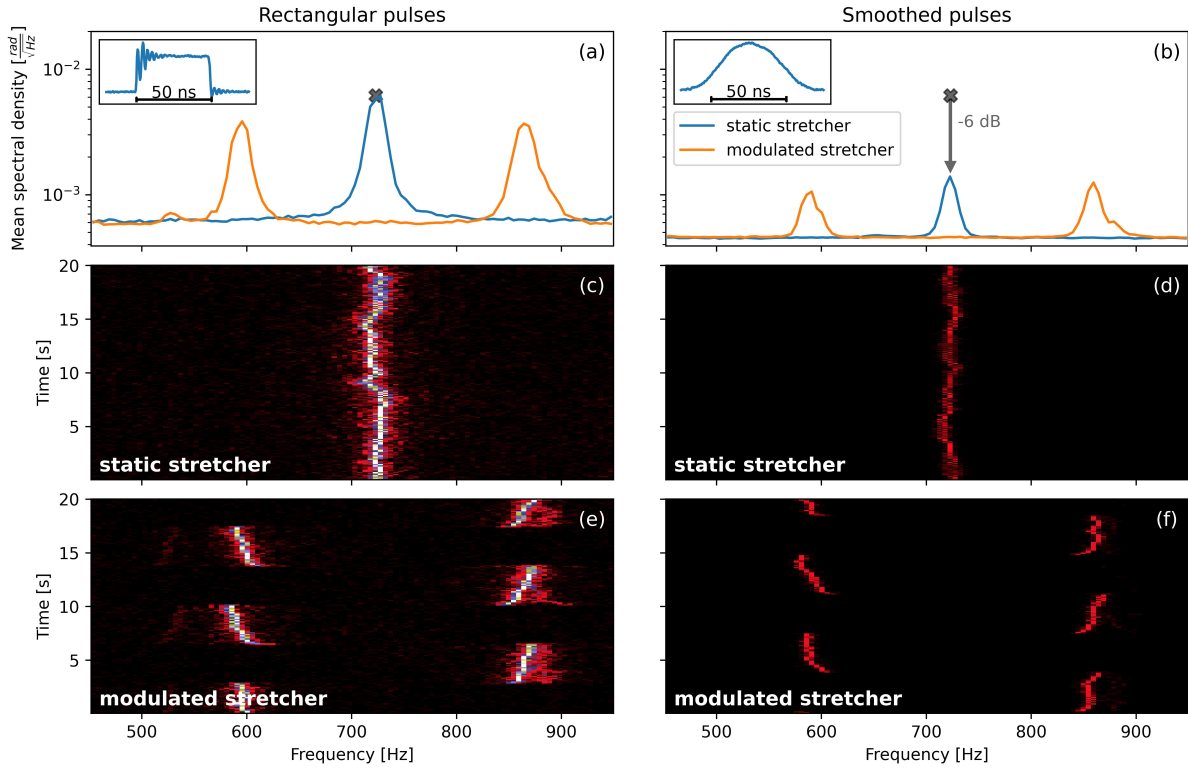 Rectangular pulses
Smoothed pulses
Mean spectral density [rad/√Hz]
10⁻²
10⁻³
50 ns
(a)
50 ns
(b)
-6 dB
static stretcher
modulated stretcher
Time [s]
20
15
10
5
(c)
static stretcher
(d)
static stretcher
Time [s]
20
15
10
5
(e)
modulated stretcher
(f)
modulated stretcher
500 600 700 800 900
500 600 700 800 900
Frequency [Hz]
Frequency [Hz]